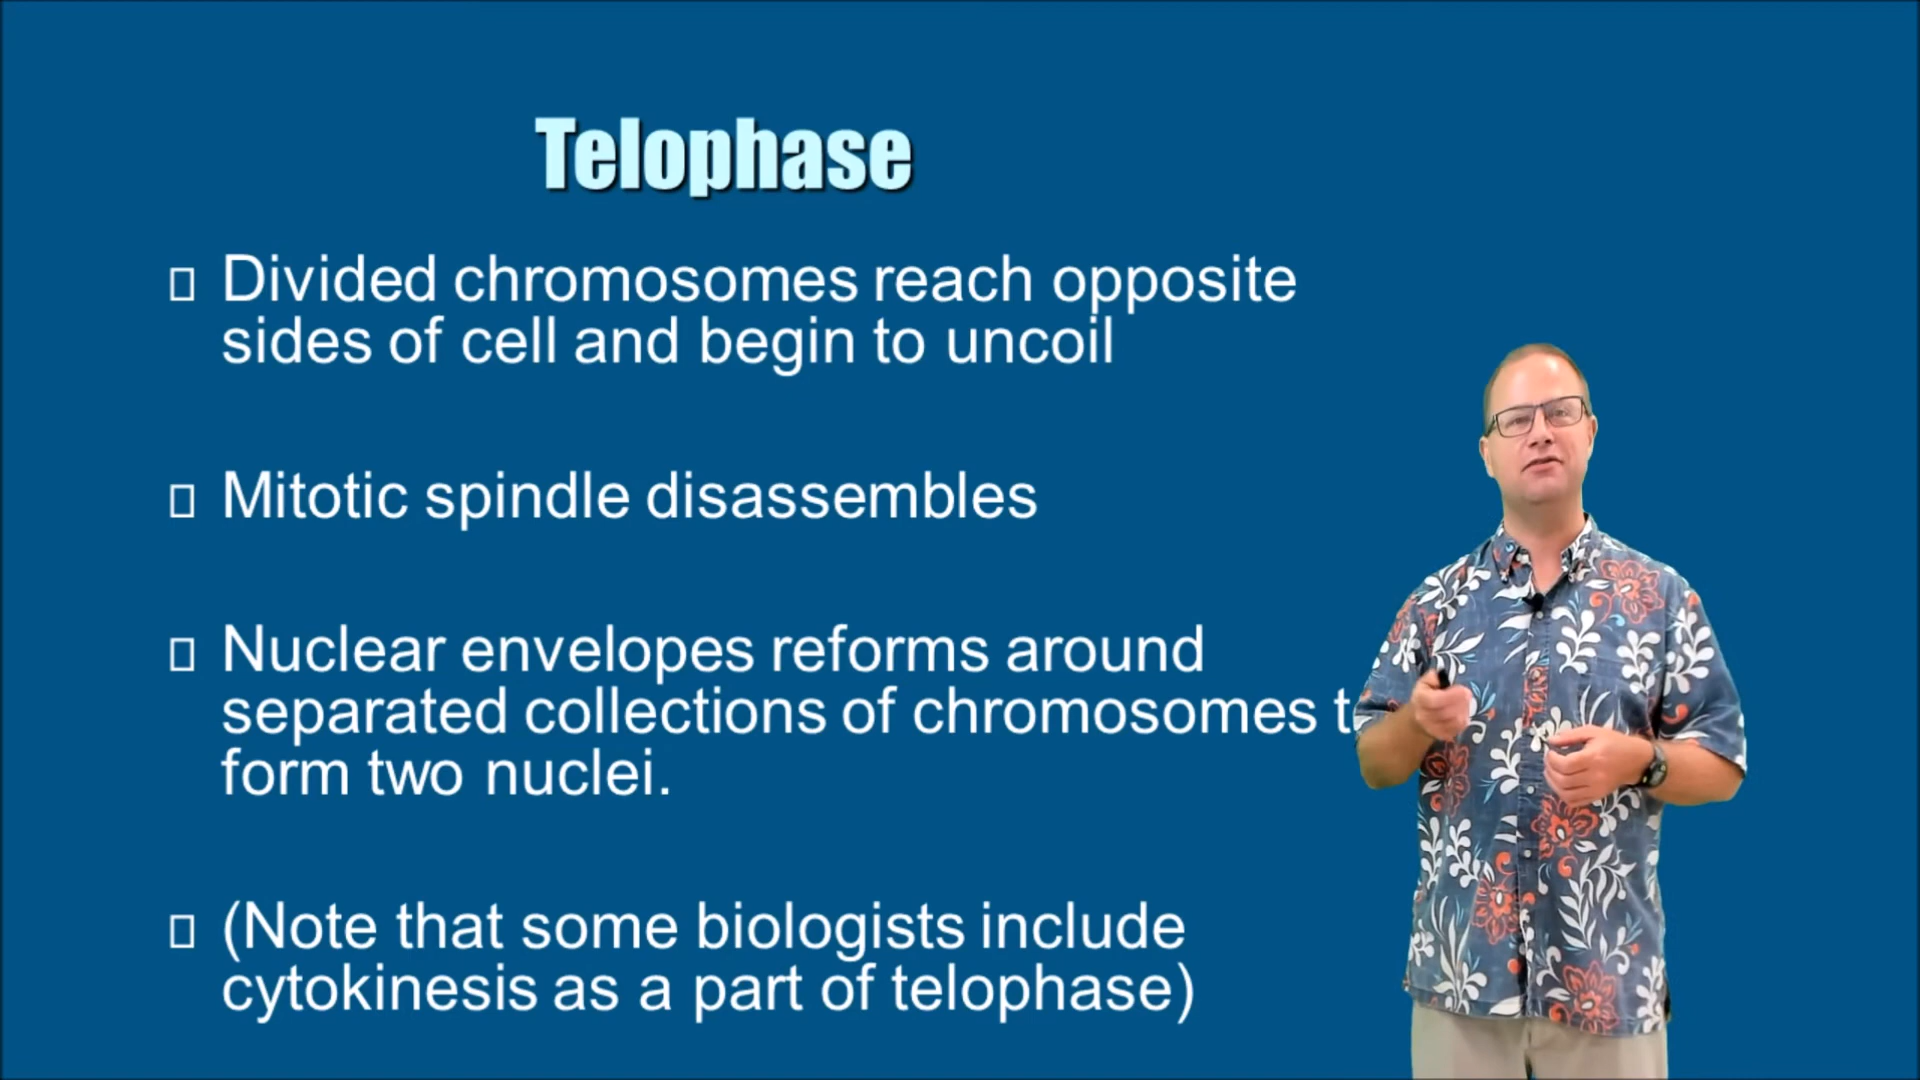 Telophase
Divided chromosomes reach opposite
sides of cell and begin to uncoil
Mitotic spindle disassembles
Nuclear envelopes reforms around
separated collections of chromosomes
form two nuclei.
(Note that some biologists include
cytokinesis as a part of telophase)